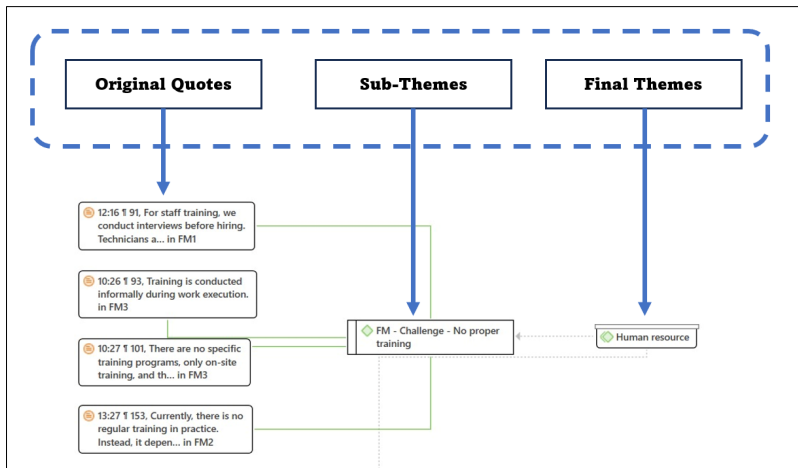 Original Quotes
Sub-Themes
Final Themes
12:16 ¶ 91, For staff training, we
conduct interviews before hiring.
Technicians a... in FM1
10:26 ¶ 93, Training is conducted
informally during work execution.
in FM3
10:27 ¶ 101, There are no specific
training programs, only on-site
training, and th... in FM3
13:27 ¶ 153, Currently, there is no
regular training in practice.
Instead, it depen... in FM2
FM - Challenge - No proper
training
Human resource